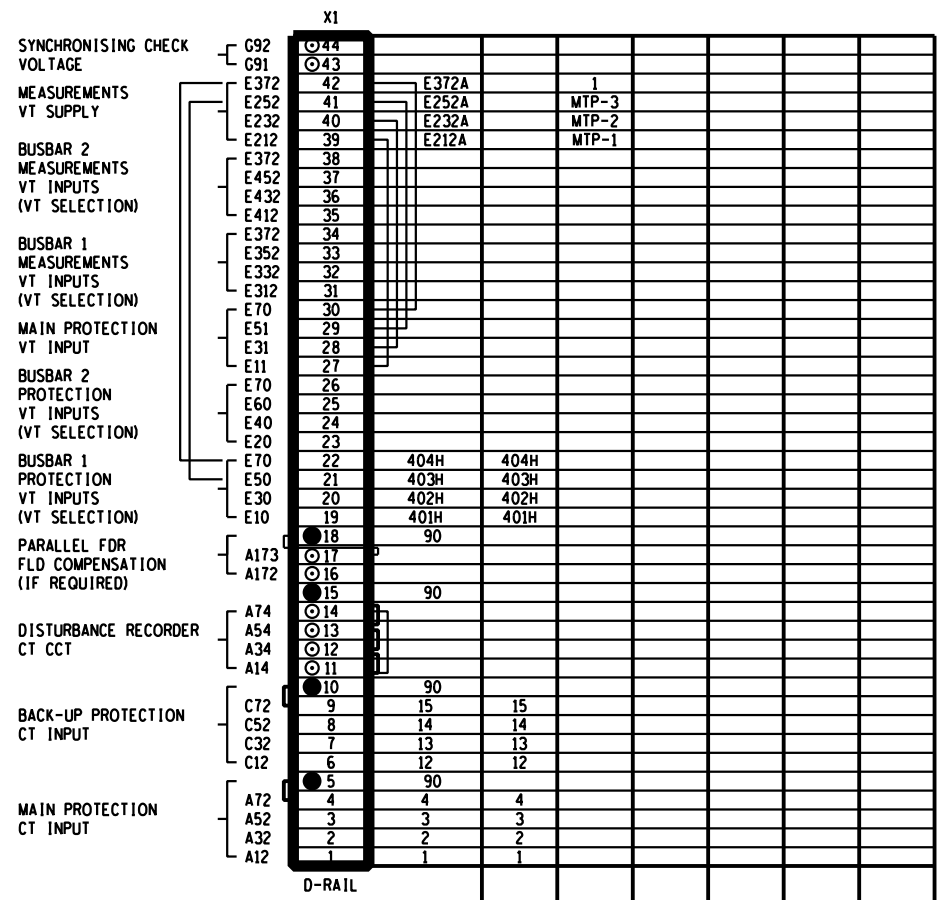 X1
SYNCHRONISING CHECK G92 44
VOLTAGE G91 43
E372 42 E372A 1
MEASUREMENTS E252 41 E252A MTP-3
VT SUPPLY E232 40 E232A MTP-2
E212 39 E212A MTP-1
BUSBAR 2 E372 38
MEASUREMENTS E452 37
VT INPUTS E432 36
(VT SELECTION) E412 35
E372 34
BUSBAR 1 E352 33
MEASUREMENTS E332 32
VT INPUTS E312 31
(VT SELECTION) E70 30
MAIN PROTECTION E51 29
VT INPUT E31 28
E11 27
BUSBAR 2 E70 26
PROTECTION E60 25
VT INPUTS E40 24
(VT SELECTION) E20 23
BUSBAR 1 E70 22 404H 404H
PROTECTION E50 21 403H 403H
VT INPUTS E30 20 402H 402H
(VT SELECTION) E10 19 401H 401H
18 90
PARALLEL FDR A173 17
FLD COMPENSATION A172 16
(IF REQUIRED) 15 90
A74 14
DISTURBANCE RECORDER A54 13
CT CCT A34 12
A14 11
10 90
C72 9 15 15
BACK-UP PROTECTION C52 8 14 14
CT INPUT C32 7 13 13
C12 6 12 12
5 90
A72 4 4 4
MAIN PROTECTION A52 3 3 3
CT INPUT A32 2 2 2
A12 1 1 1
D-RAIL